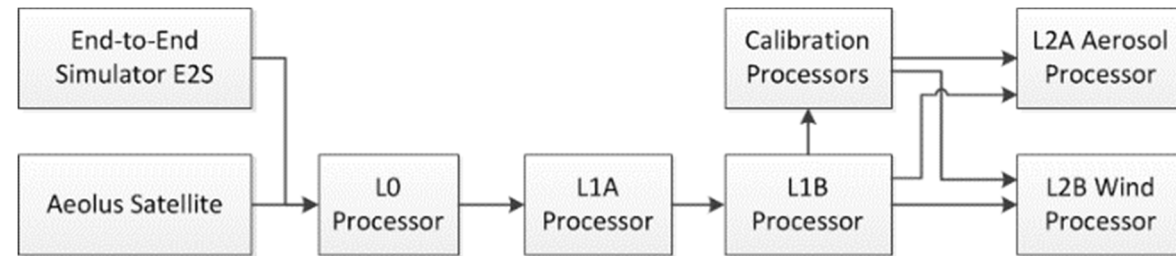 End-to-End
Simulator E2S
Calibration
Processors
L2A Aerosol
Processor
Aeolus Satellite
L0
Processor
L1A
Processor
L1B
Processor
L2B Wind
Processor